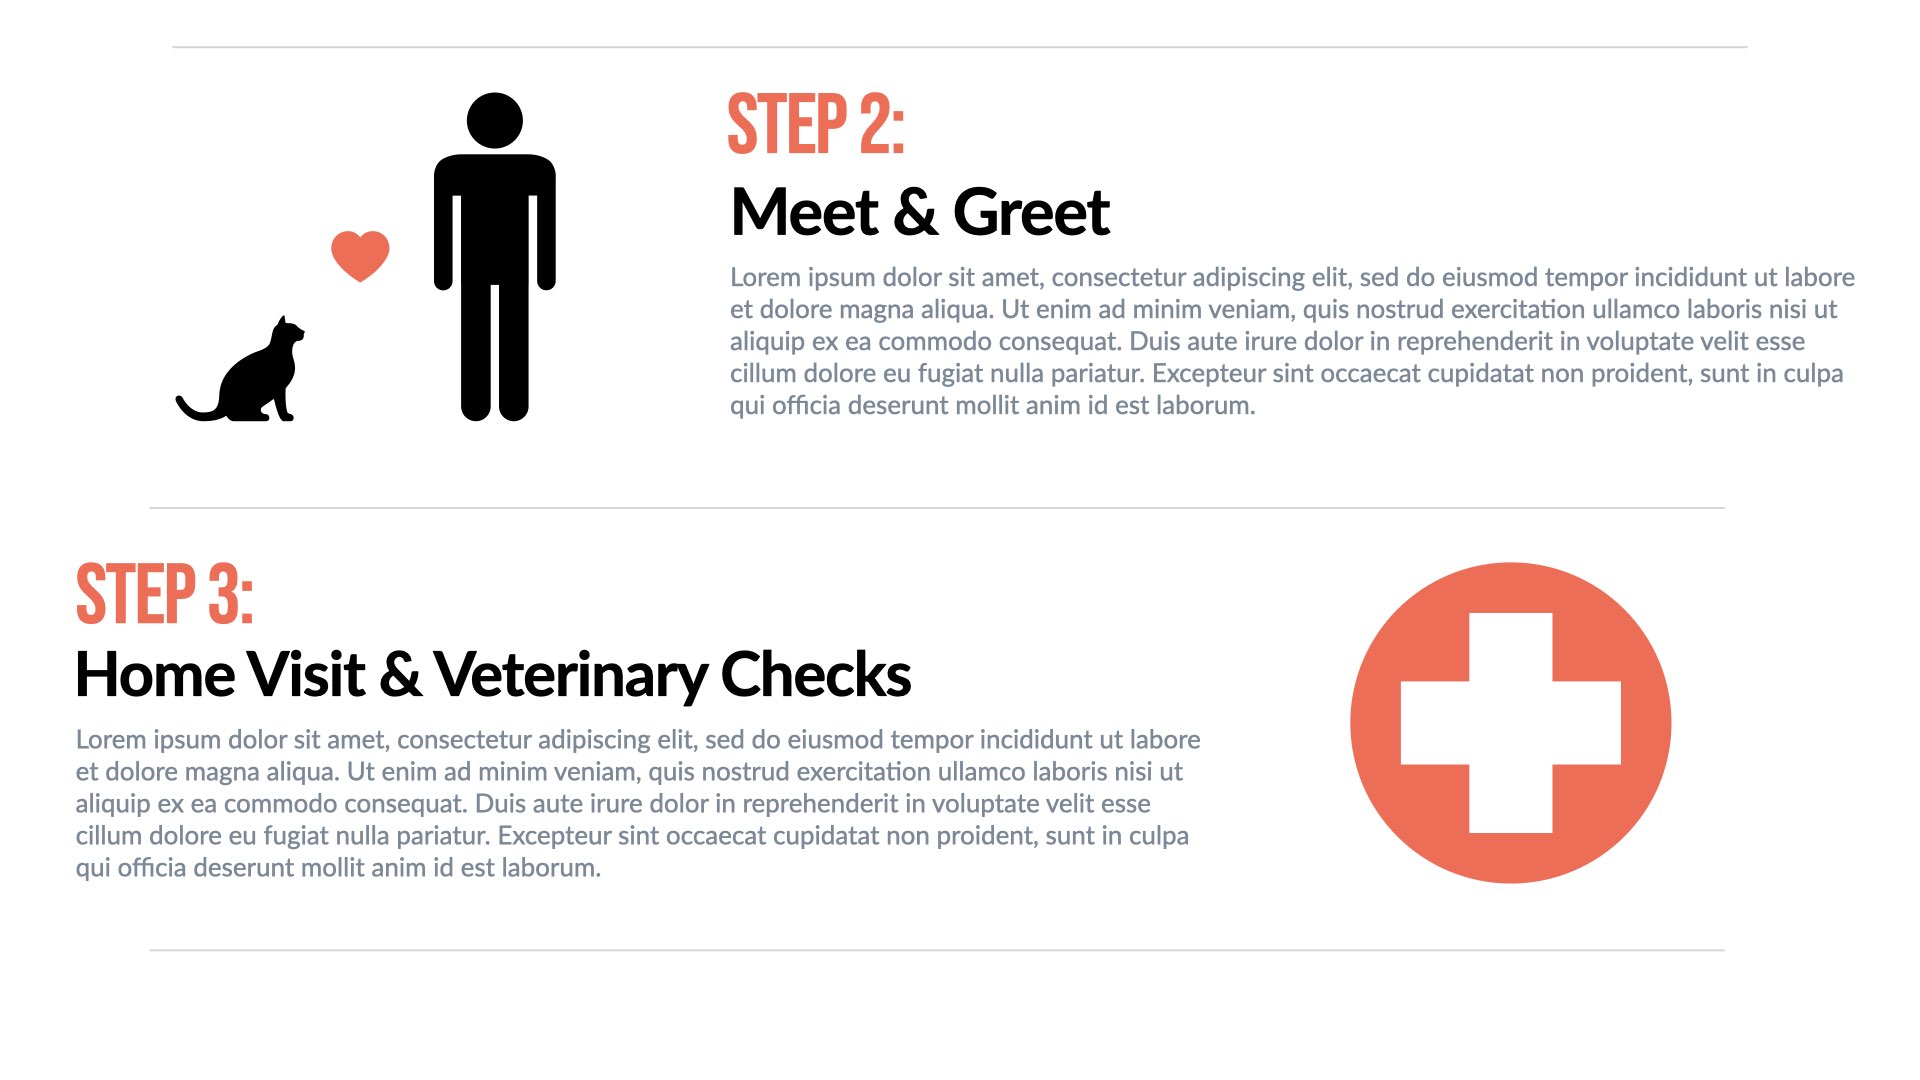 STEP 2:
Meet & Greet
Lorem ipsum dolor sit amet, consectetur adipiscing elit, sed do eiusmod tempor incididunt ut labore
et dolore magna aliqua. Ut enim ad minim veniam, quis nostrud exercitation ullamco laboris nisi ut
aliquip ex ea commodo consequat. Duis aute irure dolor in reprehenderit in voluptate velit esse
cillum dolore eu fugiat nulla pariatur. Excepteur sint occaecat cupidatat non proident, sunt in culpa
qui officia deserunt mollit anim id est laborum.
STEP 3:
Home Visit & Veterinary Checks
Lorem ipsum dolor sit amet, consectetur adipiscing elit, sed do eiusmod tempor incididunt ut labore
et dolore magna aliqua. Ut enim ad minim veniam, quis nostrud exercitation ullamco laboris nisi ut
aliquip ex ea commodo consequat. Duis aute irure dolor in reprehenderit in voluptate velit esse
cillum dolore eu fugiat nulla pariatur. Excepteur sint occaecat cupidatat non proident, sunt in culpa
qui officia deserunt mollit anim id est laborum.